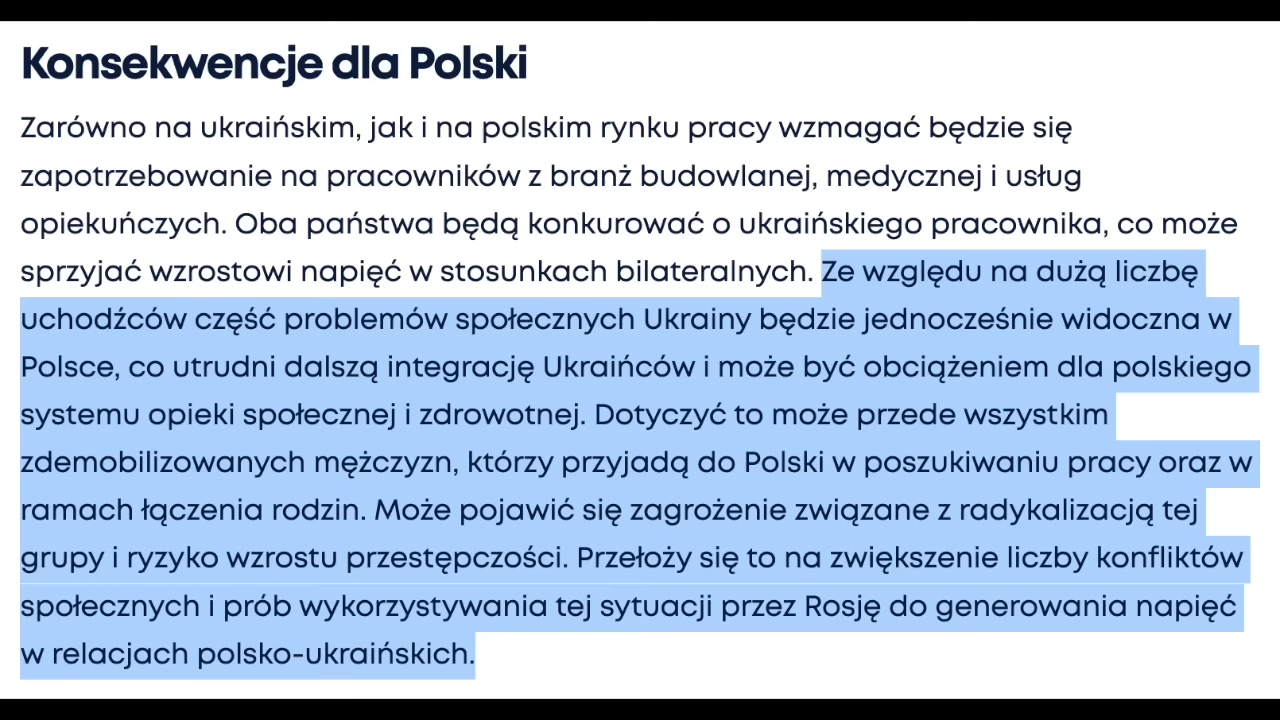 Konsekwencje dla Polski
Zarówno na ukraińskim, jak i na polskim rynku pracy wzmagać będzie się
zapotrzebowanie na pracowników z branż budowlanej, medycznej i usług
opiekuńczych. Oba państwa będą konkurować o ukraińskiego pracownika, co może
sprzyjać wzrostowi napięć w stosunkach bilateralnych. Ze względu na dużą liczbę
uchodźców część problemów społecznych Ukrainy będzie jednocześnie widoczna w
Polsce, co utrudni dalszą integrację Ukraińców i może być obciążeniem dla polskiego
systemu opieki społecznej i zdrowotnej. Dotyczyć to może przede wszystkim
zdemobilizowanych mężczyzn, którzy przyjadą do Polski w poszukiwaniu pracy oraz w
ramach łączenia rodzin. Może pojawić się zagrożenie związane z radykalizacją tej
grupy i ryzyko wzrostu przestępczości. Przełoży się to na zwiększenie liczby konfliktów
społecznych i prób wykorzystywania tej sytuacji przez Rosję do generowania napięć
w relacjach polsko-ukraińskich.